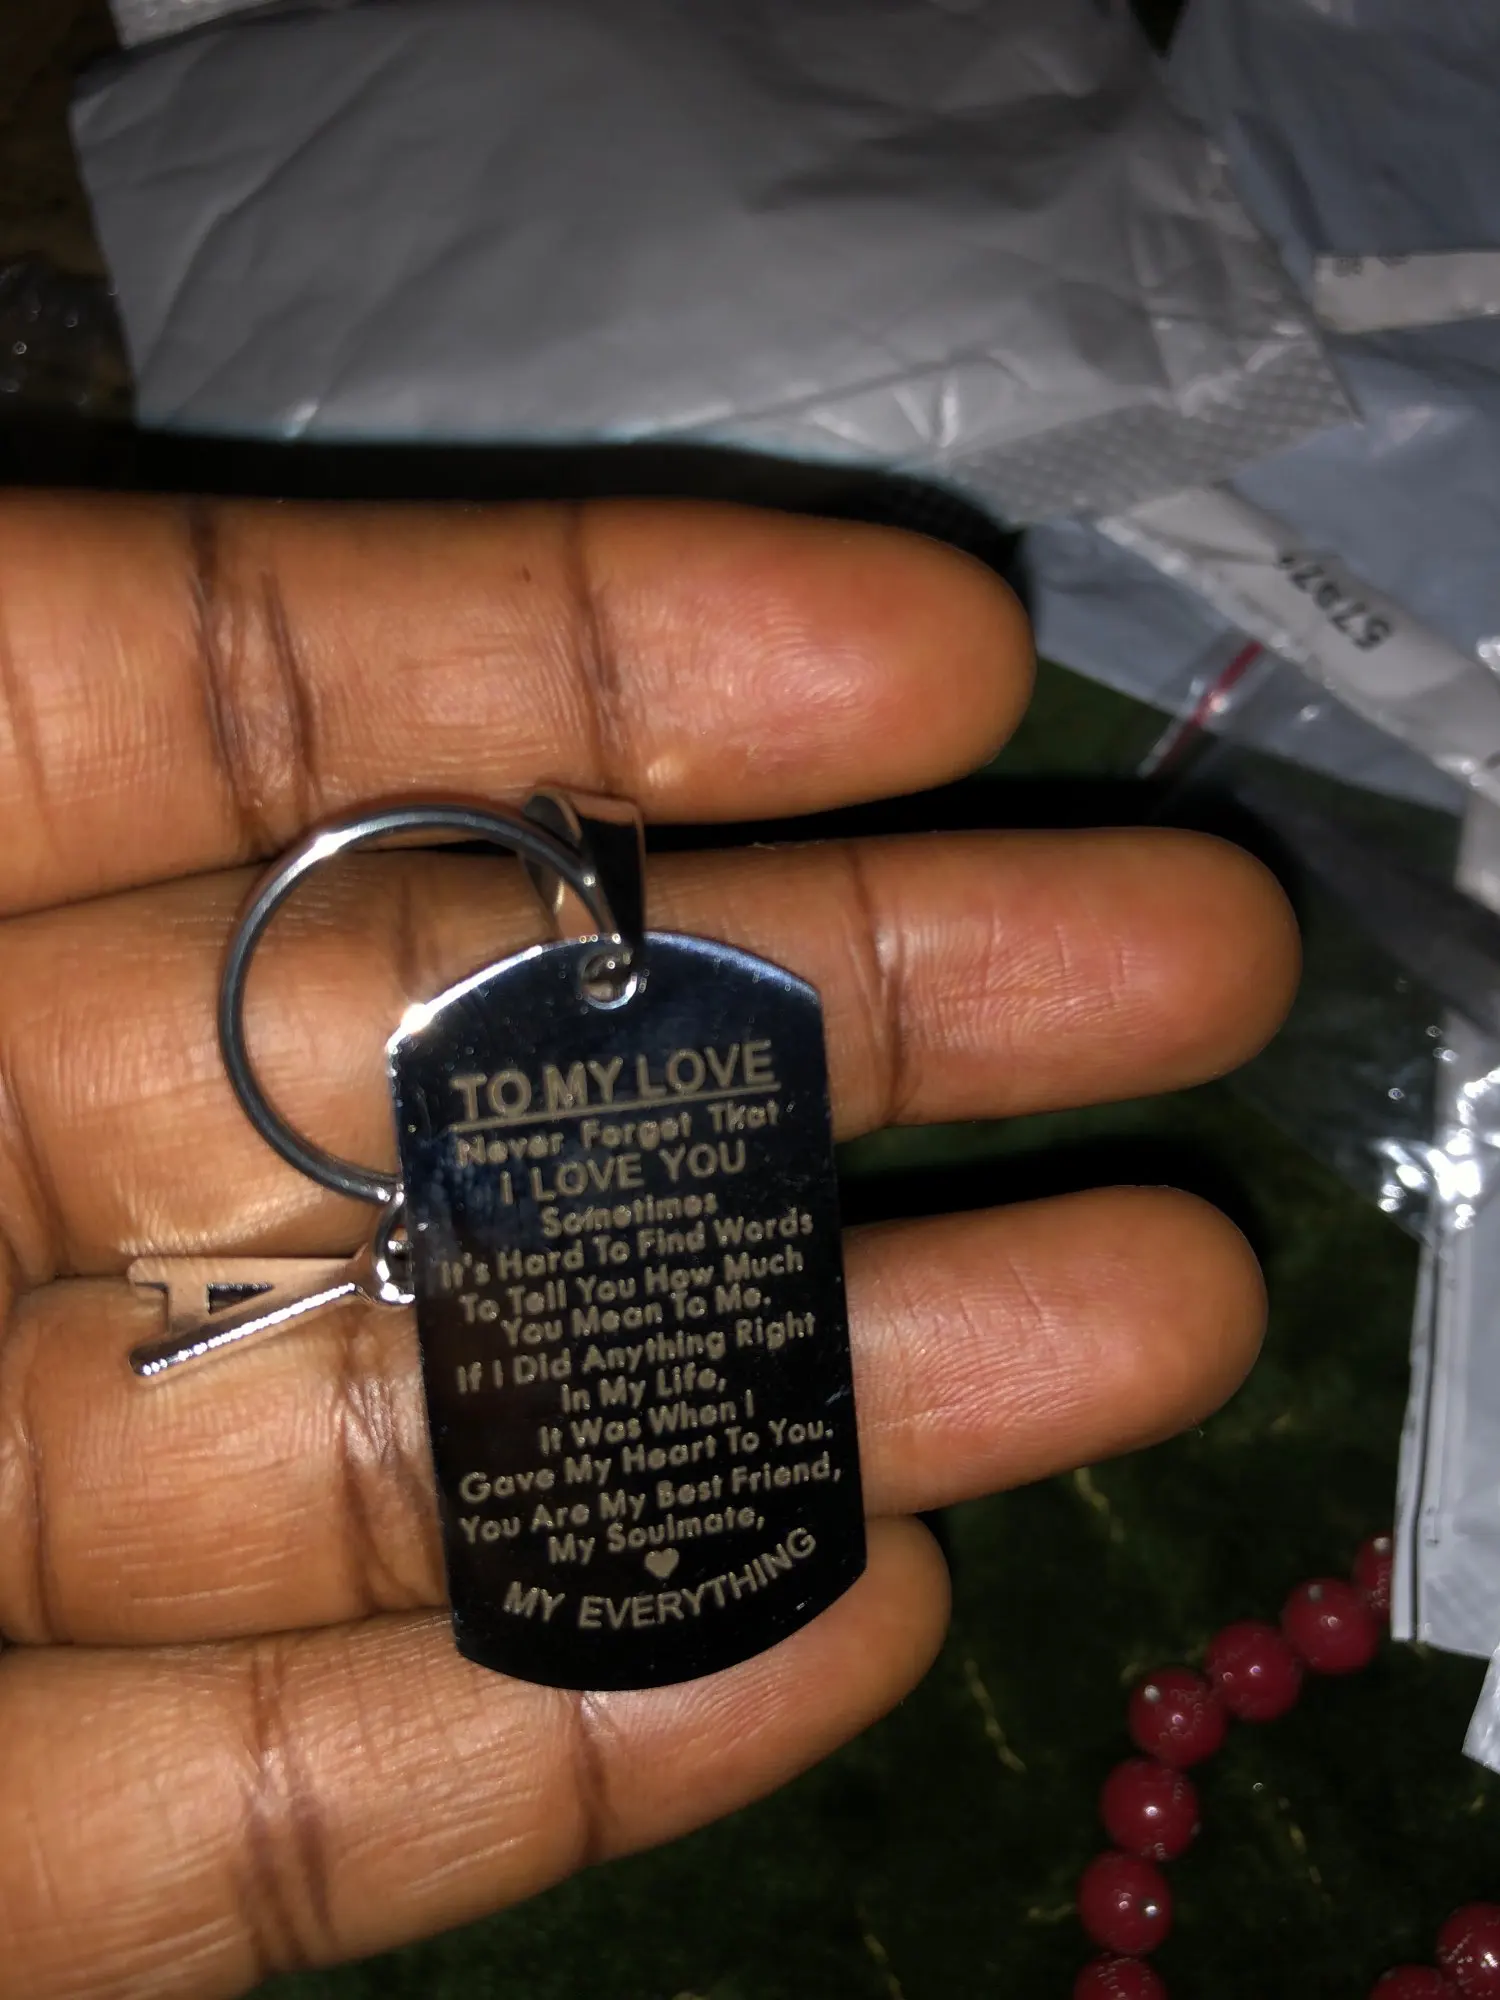 TO MY LOVE
Never Forget That
I LOVE YOU
Sometimes
It's Hard To Find Words
To Tell You How Much
You Mean To Me.
If I Did Anything Right
In My Life,
It Was When I
Gave My Heart To You.
You Are My Best Friend,
My Soulmate,
MY EVERYTHING
A